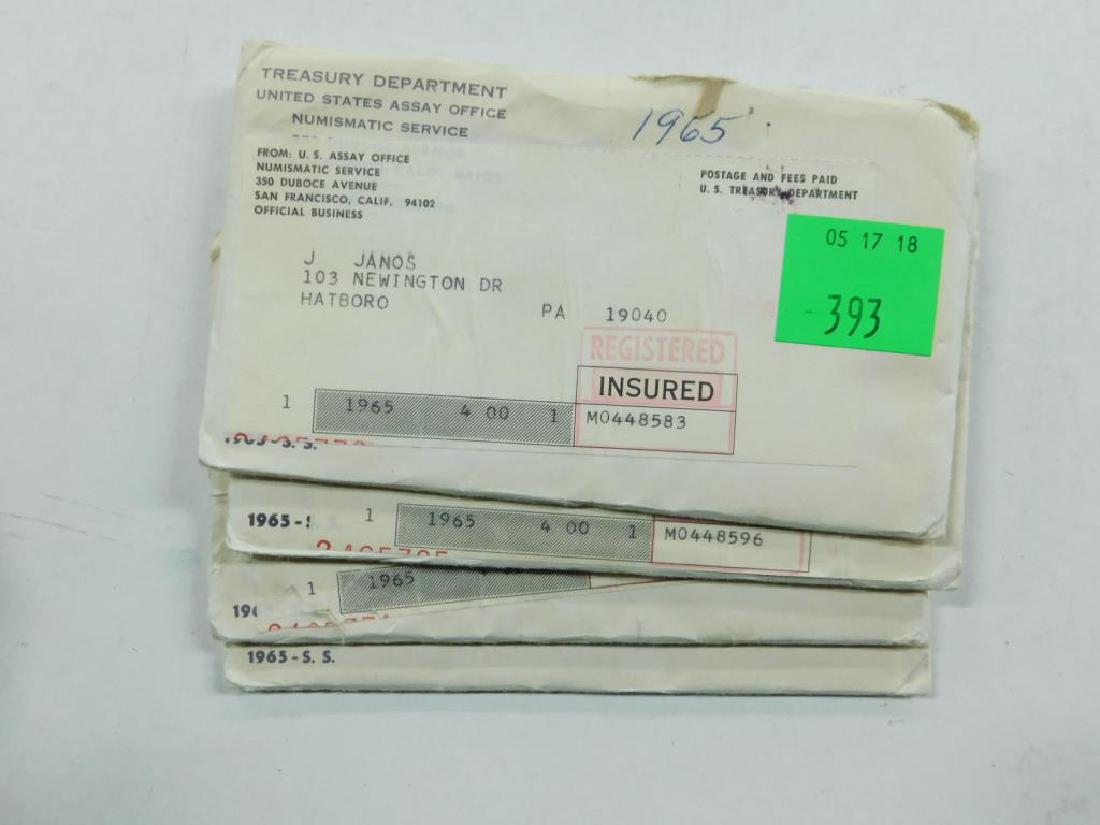 TREASURY DEPARTMENT
UNITED STATES ASSAY OFFICE
NUMISMATIC SERVICE
1965
FROM: U. S. ASSAY OFFICE
NUMISMATIC SERVICE
350 DUBOCE AVENUE
SAN FRANCISCO, CALIF. 94102
OFFICIAL BUSINESS
POSTAGE AND FEES PAID
U. S. TREASURY DEPARTMENT
05 17 18
-393
J JANOS
103 NEWINGTON DR
HATBORO PA 19040
REGISTERED
INSURED
1 1965 4 00 1 M0448583
S. S.
1965-S 1 1965 4 00 1 M0448596
1 1965
1965-S. S.